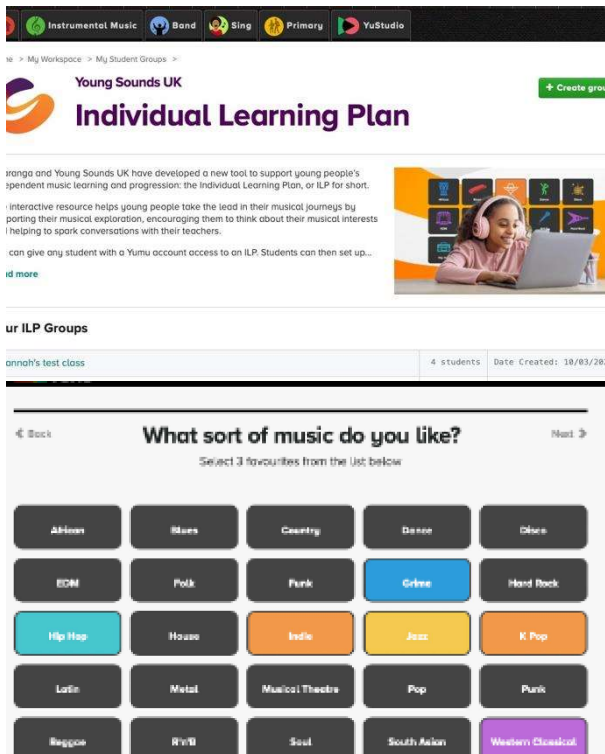 Instrumental Music Band Sing Primary YuStudio
> My Workspace > My Student Groups >
Young Sounds UK
Individual Learning Plan
+ Create grou
ranga and Young Sounds UK have developed a new tool to support young people's
ependent music learning and progression: the Individual Learning Plan, or ILP for short.
interactive resource helps young people take the lead in their musical journeys by
porting their musical exploration, encouraging them to think about their musical interests
helping to spark conversations with their teachers.
can give any student with a Yumu account access to an ILP. Students can then set up...
ad more
ur ILP Groups
annah's test class 4 students Date Created: 10/03/20
Back What sort of music do you like? Next
Select 3 favourites from the list below
African Blues Country Dance Disco
EDM Folk Funk Grime Hard Rock
Hip Hop House Indie Jazz K Pop
Latin Metal Musical Theatre Pop Punk
Reggae R'n'B Soul South Asian Western Classical